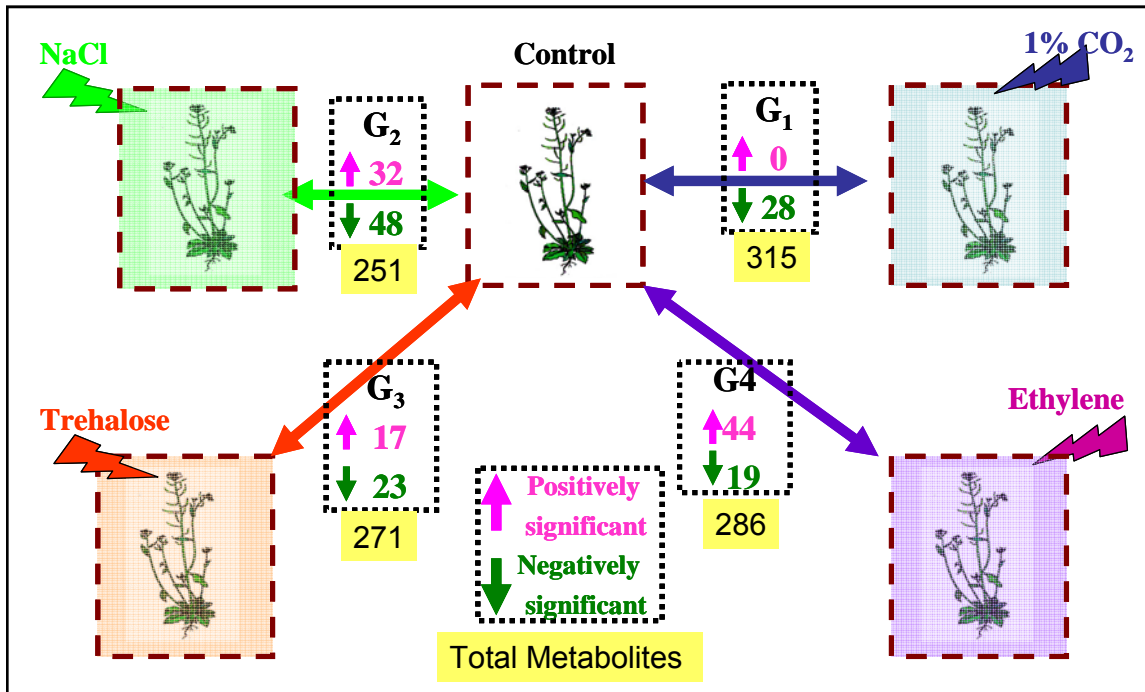 NaCl
Control
1% CO₂
G₂
32
48
251
G₁
0
28
315
Trehalose
G₃
17
23
271
G4
44
19
286
Ethylene
Positively
significant
Negatively
significant
Total Metabolites